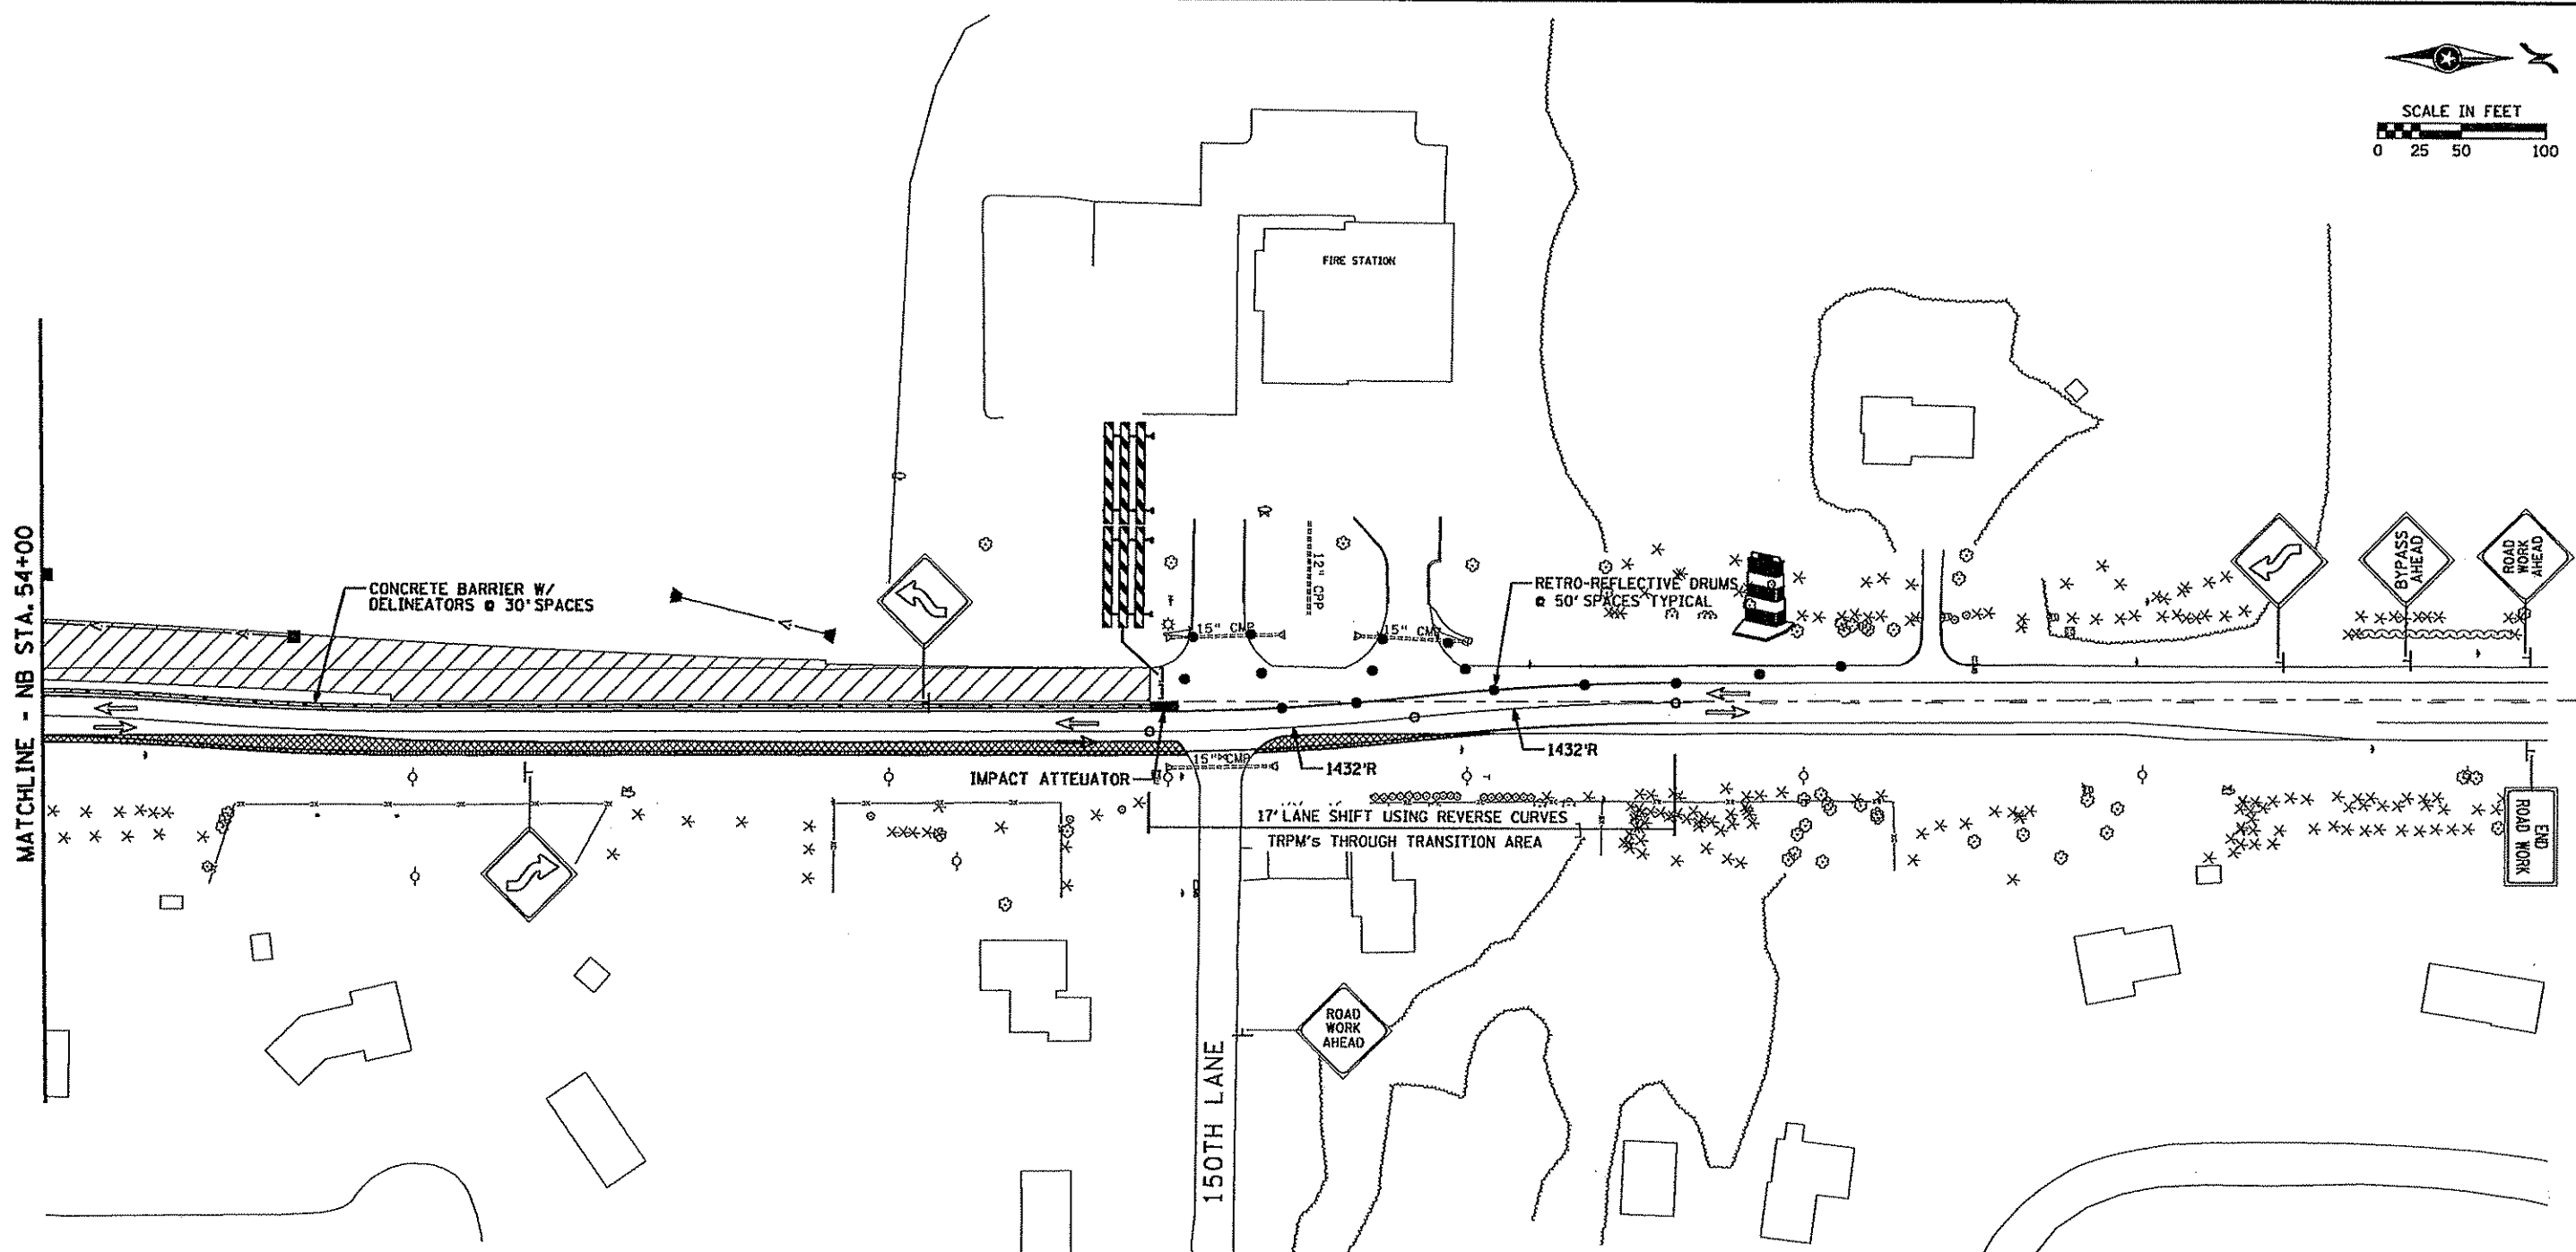 SCALE IN FEET
0 25 50 100
FIRE STATION
MATCHLINE - NB STA. 54+00
CONCRETE BARRIER W/
DELINEATORS @ 30' SPACES
12" CPP
RETRO-REFLECTIVE DRUMS
@ 50' SPACES TYPICAL
BYPASS
AHEAD
ROAD
WORK
AHEAD
15" CMP
15" CMP
IMPACT ATTEUATOR
15" CMP
1432'R
1432'R
17' LANE SHIFT USING REVERSE CURVES
TRPM's THROUGH TRANSITION AREA
END
ROAD WORK
ROAD
WORK
AHEAD
150TH LANE